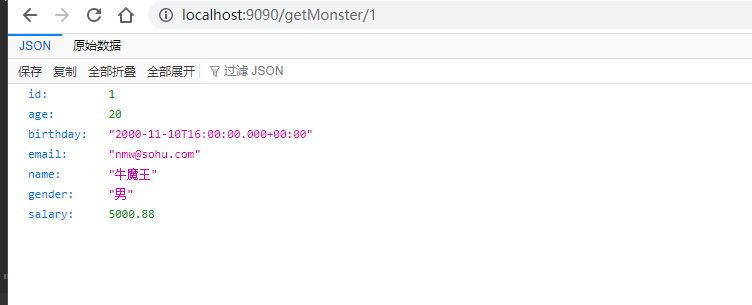 localhost:9090/getMonster/1
JSON 原始数据
保存 复制 全部折叠 全部展开 过滤 JSON
id: 1
age: 20
birthday: "2000-11-10T16:00:00.000+00:00"
email: "nmw@sohu.com"
name: "牛魔王"
gender: "男"
salary: 5000.88